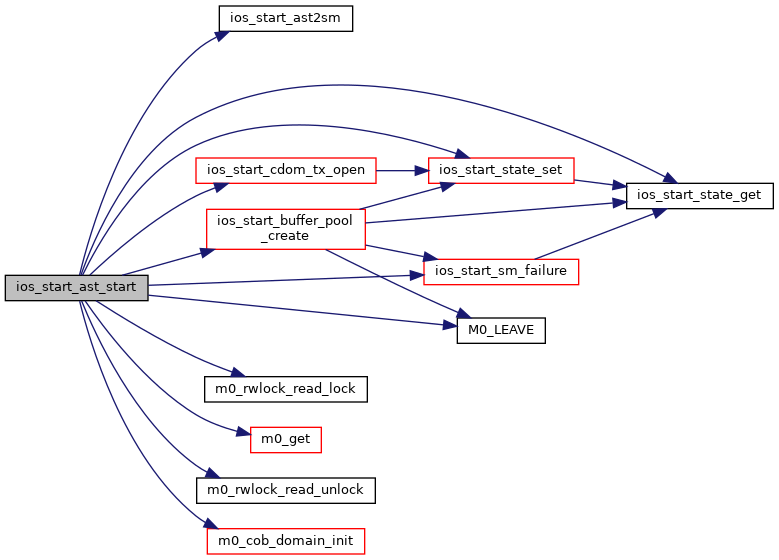 ios_start_ast2sm
ios_start_cdom_tx_open
ios_start_state_set
ios_start_state_get
ios_start_buffer_pool
_create
ios_start_sm_failure
ios_start_ast_start
M0_LEAVE
m0_rwlock_read_lock
m0_get
m0_rwlock_read_unlock
m0_cob_domain_init